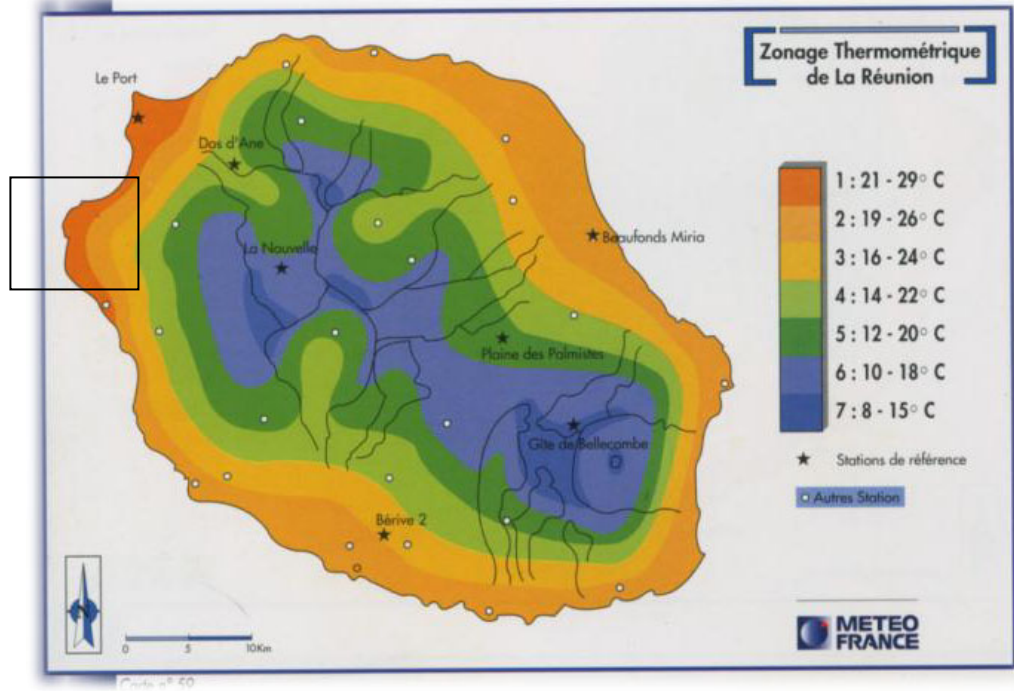 Zonage Thermométrique
de La Réunion
Le Port
Dos d'Ane
La Nouvelle
Beaufonds Miria
Plaine des Palmistes
Gîte de Bellecombe
Bérive 2
1 : 21 - 29° C
2 : 19 - 26° C
3 : 16 - 24° C
4 : 14 - 22° C
5 : 12 - 20° C
6 : 10 - 18° C
7 : 8 - 15° C
Stations de référence
Autres Station
N
0 5 10Km
METEO
FRANCE
Carte n° 59